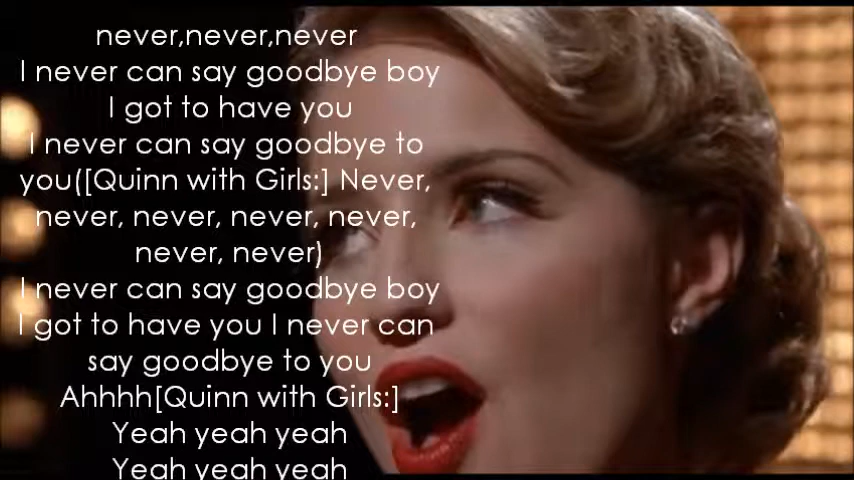 never,never,never
I never can say goodbye boy
I got to have you
I never can say goodbye to
you([Quinn with Girls:] Never,
never, never, never, never,
never, never)
I never can say goodbye boy
I got to have you I never can
say goodbye to you
Ahhhh[Quinn with Girls:]
Yeah yeah yeah
Yeah yeah yeah